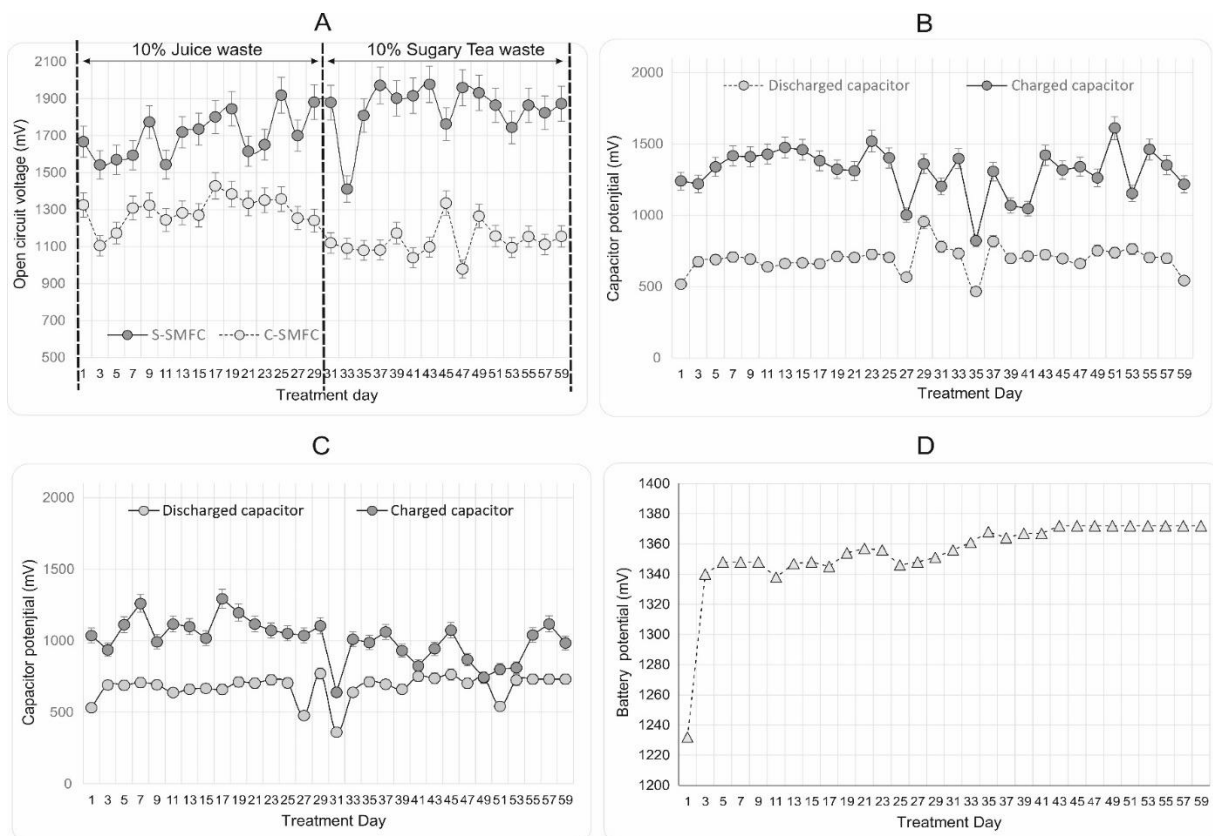 A
10% Juice waste
10% Sugary Tea waste
2100
1900
1700
1500
1300
1100
900
700
500
Open circuit voltage (mV)
S-SMFC
C-SMFC
1 3 5 7 9 11 13 15 17 19 21 23 25 27 29 31 33 35 37 39 41 43 45 47 49 51 53 55 57 59
Treatment day
B
2000
1500
1000
500
0
Capacitor potenjtial (mV)
Discharged capacitor
Charged capacitor
1 3 5 7 9 11 13 15 17 19 21 23 25 27 29 31 33 35 37 39 41 43 45 47 49 51 53 55 57 59
Treatment Day
C
2000
1500
1000
500
0
Capacitor potenjtial (mV)
Discharged capacitor
Charged capacitor
1 3 5 7 9 11 13 15 17 19 21 23 25 27 29 31 33 35 37 39 41 43 45 47 49 51 53 55 57 59
Treatment Day
D
1400
1380
1360
1340
1320
1300
1280
1260
1240
1220
1200
Battery potential (mV)
1 3 5 7 9 11 13 15 17 19 21 23 25 27 29 31 33 35 37 39 41 43 45 47 49 51 53 55 57 59
Treatment Day